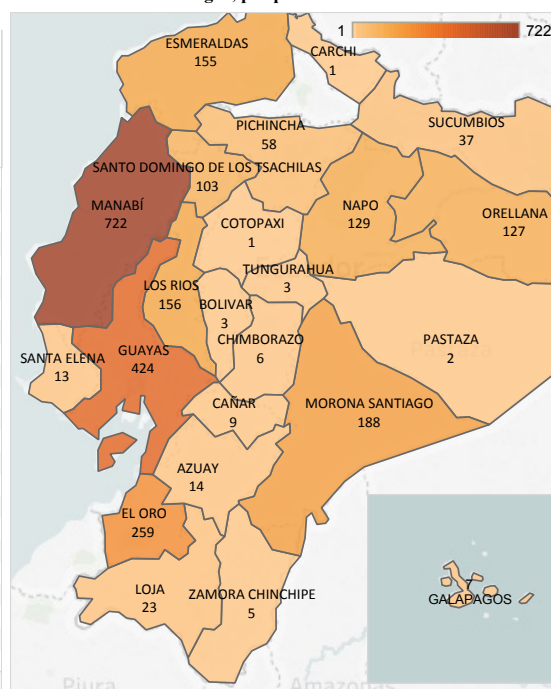 ESMERALDAS
155
CARCHI
1
1
722
PICHINCHA
58
SUCUMBIOS
37
SANTO DOMINGO DE LOS TSACHILAS
103
MANABÍ
722
NAPO
129
ORELLANA
127
COTOPAXI
1
TUNGURAHUA
3
LOS RIOS
156
BOLIVAR
3
CHIMBORAZO
6
PASTAZA
2
SANTA ELENA
13
GUAYAS
424
CAÑAR
9
MORONA SANTIAGO
188
AZUAY
14
EL ORO
259
LOJA
23
ZAMORA CHINCHIPE
5
7
GALAPAGOS
Piura
Amazonas